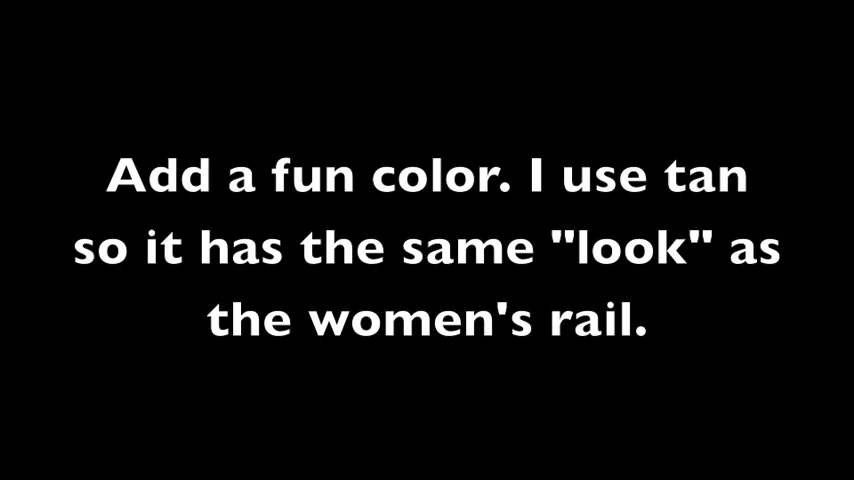 Add a fun color. I use tan
so it has the same "look" as
the women's rail.